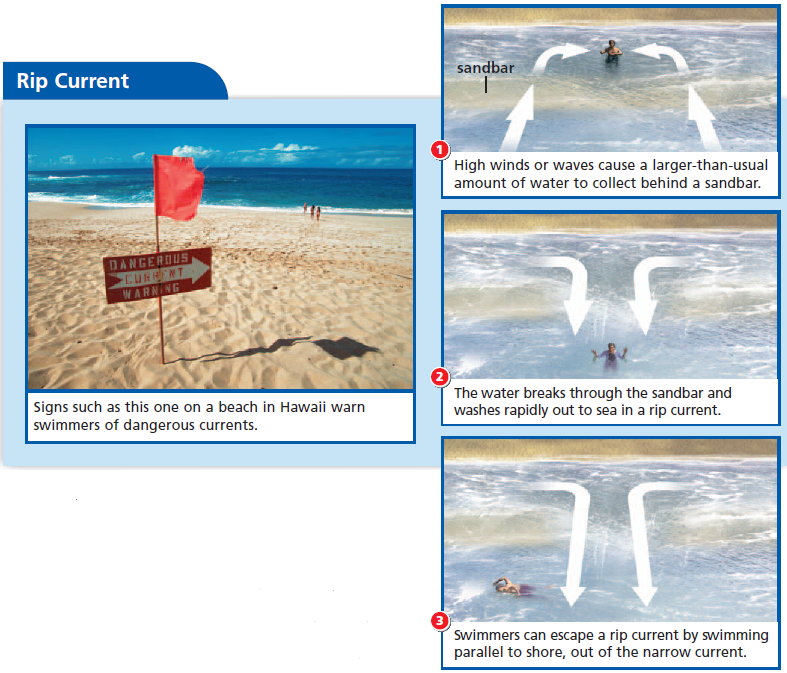 Rip Current
DANGEROUS
CURRENT
WARNING
Signs such as this one on a beach in Hawaii warn
swimmers of dangerous currents.
sandbar
1
High winds or waves cause a larger-than-usual
amount of water to collect behind a sandbar.
2
The water breaks through the sandbar and
washes rapidly out to sea in a rip current.
3
Swimmers can escape a rip current by swimming
parallel to shore, out of the narrow current.